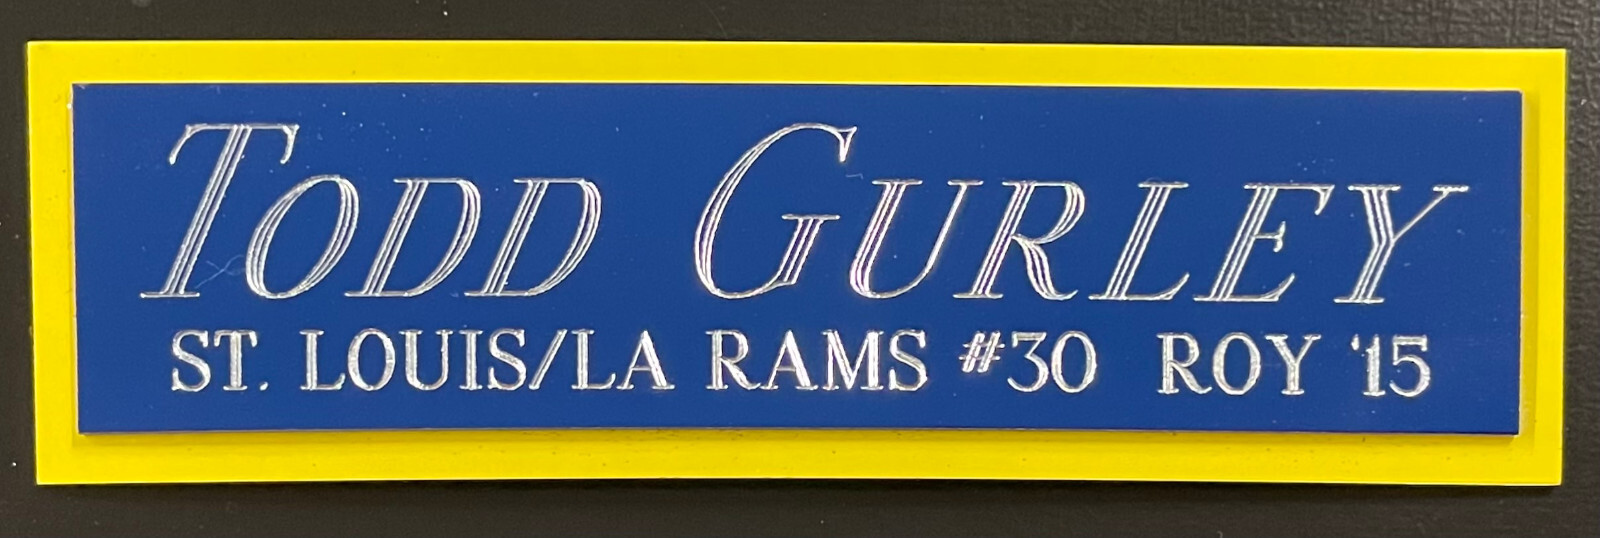 TODD GURLEY
ST. LOUIS/LA RAMS #30 ROY '15